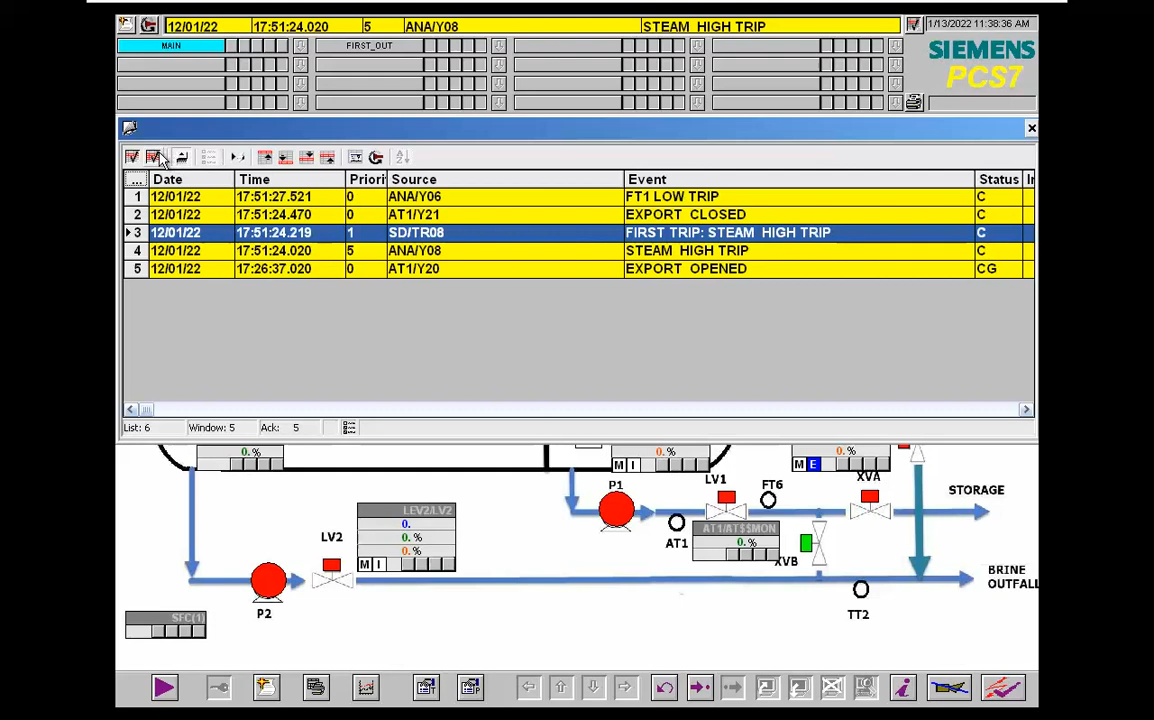 12/01/22 17:51:24.020 5 ANA/Y08 STEAM HIGH TRIP 1/13/2022 11:38:36 AM
MAIN FIRST_OUT SIEMENS
PCS7
... Date Time Priorit Source Event Status
1 12/01/22 17:51:27.521 0 ANA/Y06 FT1 LOW TRIP C
2 12/01/22 17:51:24.470 0 AT1/Y21 EXPORT CLOSED C
3 12/01/22 17:51:24.219 1 SD/TR08 FIRST TRIP: STEAM HIGH TRIP C
4 12/01/22 17:51:24.020 5 ANA/Y08 STEAM HIGH TRIP C
5 12/01/22 17:26:37.020 0 AT1/Y20 EXPORT OPENED CG
List: 6 Window: 5 Ack: 5
0.% 0.% 0.%
M I M E
P1 LV1 FT6 XVA STORAGE
LEV2/LV2
0.
0.%
0.%
M I
LV2
AT1 AT1/AT$$MON
0.%
XVB
P2
BRINE
OUTFALL
TT2
SFC(1)